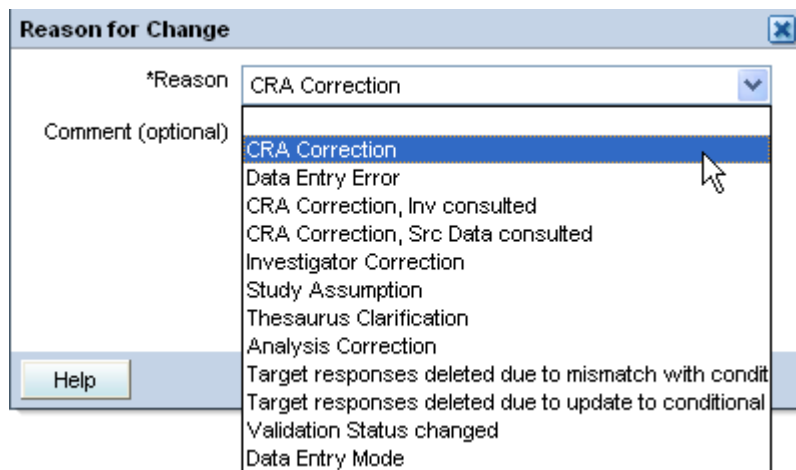 Reason for Change
*Reason CRA Correction
Comment (optional)
CRA Correction
Data Entry Error
CRA Correction, Inv consulted
CRA Correction, Src Data consulted
Investigator Correction
Study Assumption
Thesaurus Clarification
Analysis Correction
Target responses deleted due to mismatch with condit
Target responses deleted due to update to conditional
Validation Status changed
Data Entry Mode
Help